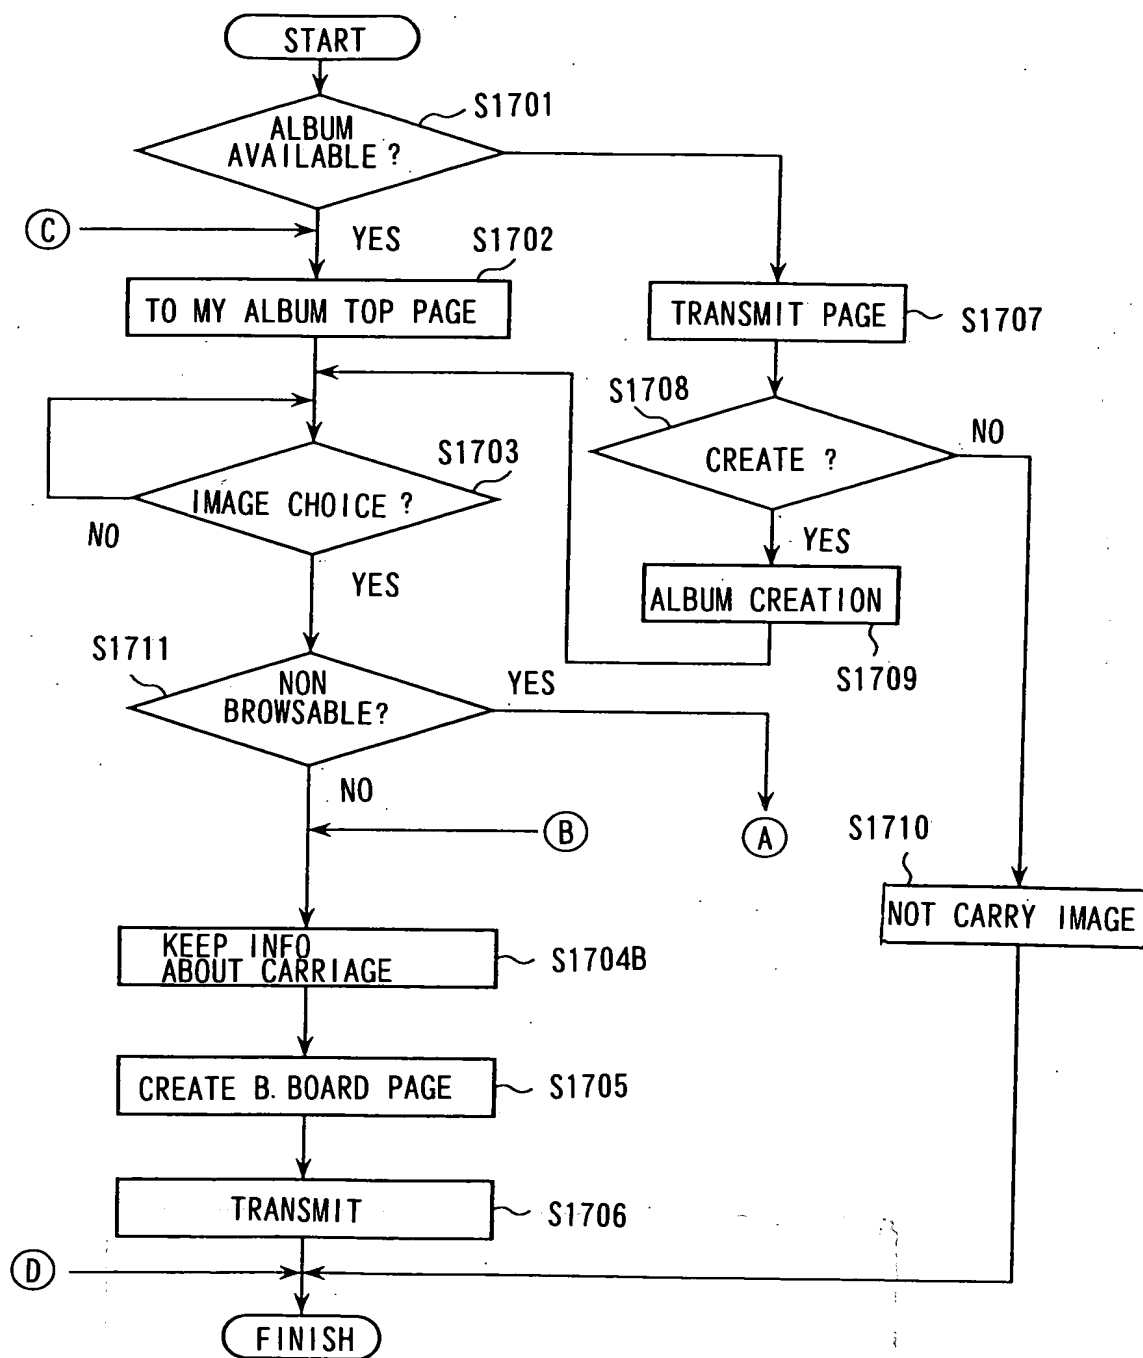 START
S1701
ALBUM
AVAILABLE ?
C
YES
S1702
TO MY ALBUM TOP PAGE
TRANSMIT PAGE
S1707
S1708
NO
CREATE ?
S1703
IMAGE CHOICE ?
NO
YES
YES
ALBUM CREATION
S1709
S1711
NON
BROWSABLE?
YES
NO
B
A
S1710
NOT CARRY IMAGE
KEEP INFO
ABOUT CARRIAGE
S1704B
CREATE B. BOARD PAGE
S1705
TRANSMIT
S1706
D
FINISH